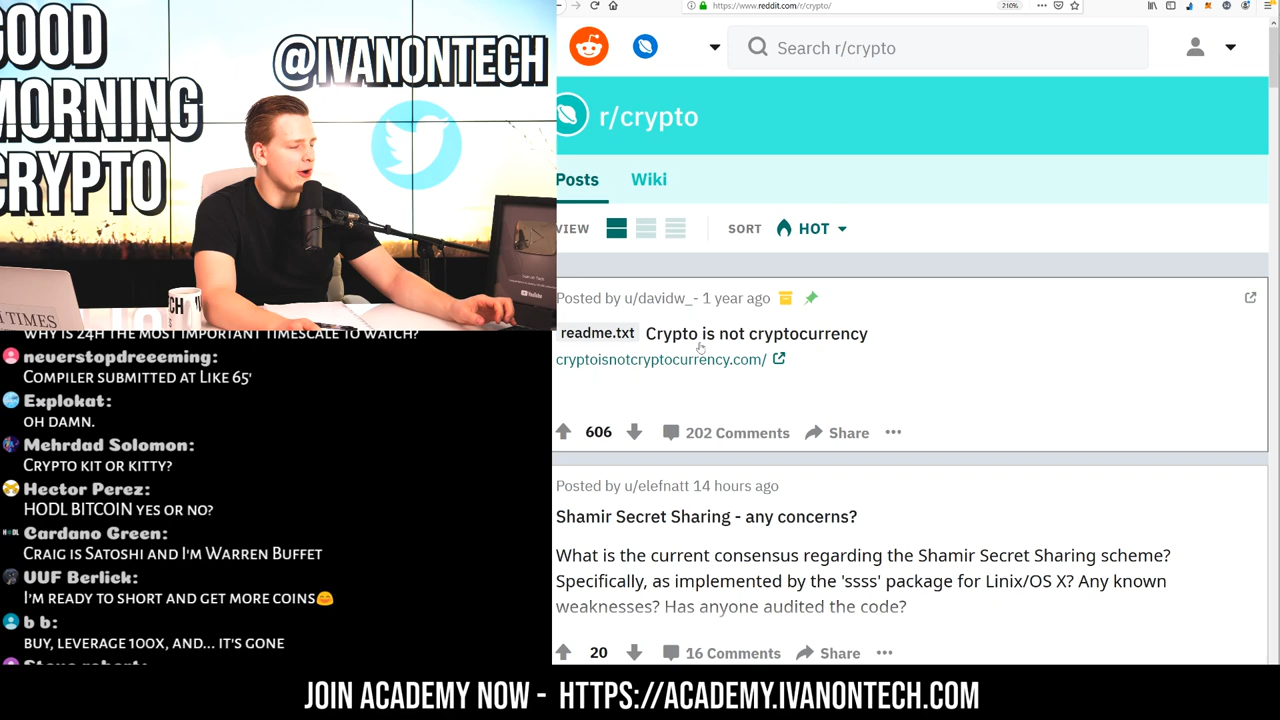 GOOD
MORNING
CRYPTO
@IVANONTECH
TIMES
WHY IS 24H THE MOST IMPORTANT TIMESCALE TO WATCH?
neverstopdreeeming:
COMPILER SUBMITTED AT LIKE 65'
Explokat:
OH DAMN.
Mehrdad Solomon:
CRYPTO KIT OR KITTY?
Hector Perez:
HODL BITCOIN YES OR NO?
Cardano Green:
CRAIG IS SATOSHI AND I'M WARREN BUFFET
UUF Berlick:
I'M READY TO SHORT AND GET MORE COINS😊
b b:
BUY, LEVERAGE 100X, AND... IT'S GONE
https://www.reddit.com/r/crypto/
210%
Search r/crypto
r/crypto
Posts Wiki
VIEW SORT HOT
Posted by u/davidw_- 1 year ago
readme.txt Crypto is not cryptocurrency
cryptoisnotcryptocurrency.com/
606 202 Comments Share
Posted by u/elefnatt 14 hours ago
Shamir Secret Sharing - any concerns?
What is the current consensus regarding the Shamir Secret Sharing scheme?
Specifically, as implemented by the 'ssss' package for Linix/OS X? Any known
weaknesses? Has anyone audited the code?
20 16 Comments Share
JOIN ACADEMY NOW - HTTPS://ACADEMY.IVANONTECH.COM